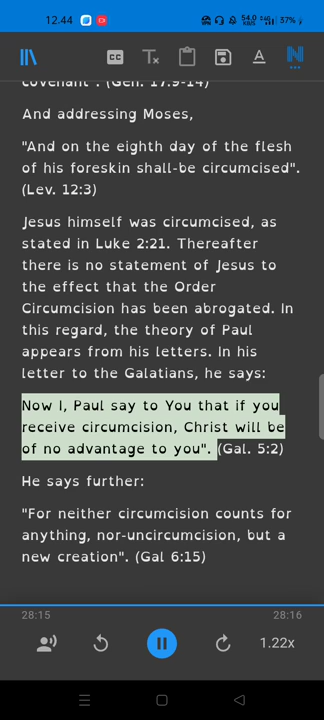 12.44
54.0
KB/S
37%
CC
covenant". (Gen. 17:9-14)
And addressing Moses,
"And on the eighth day of the flesh
of his foreskin shall-be circumcised".
(Lev. 12:3)
Jesus himself was circumcised, as
stated in Luke 2:21. Thereafter
there is no statement of Jesus to
the effect that the Order
Circumcision has been abrogated. In
this regard, the theory of Paul
appears from his letters. In his
letter to the Galatians, he says:
Now I, Paul say to You that if you
receive circumcision, Christ will be
of no advantage to you". (Gal. 5:2)
He says further:
"For neither circumcision counts for
anything, nor-uncircumcision, but a
new creation". (Gal 6:15)
28:15 28:16
1.22x